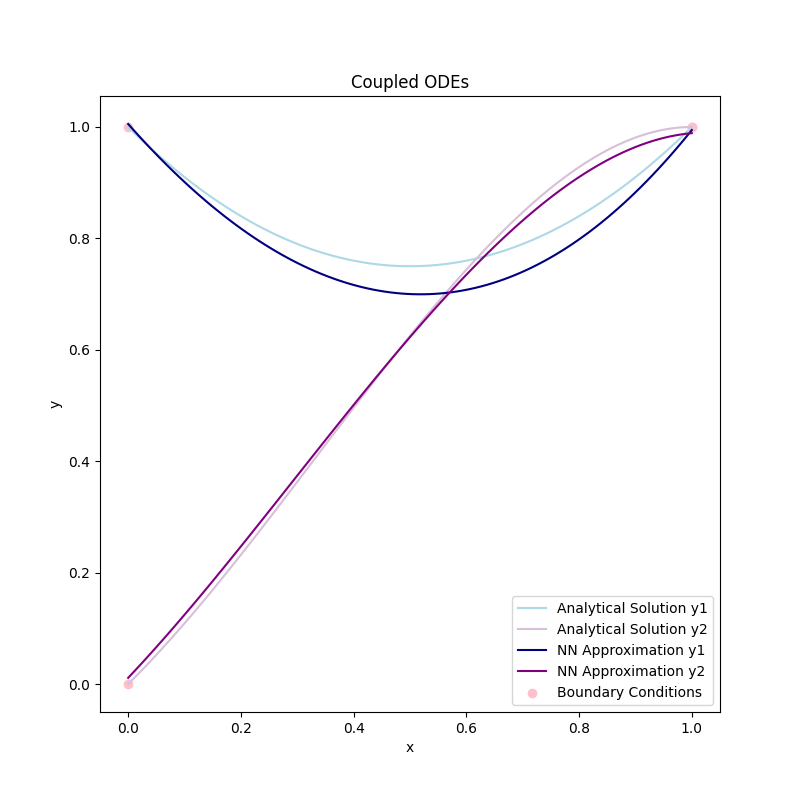 Coupled ODEs
y
1.0
0.8
0.6
0.4
0.2
0.0
0.0 0.2 0.4 0.6 0.8 1.0
x
Analytical Solution y1
Analytical Solution y2
NN Approximation y1
NN Approximation y2
Boundary Conditions